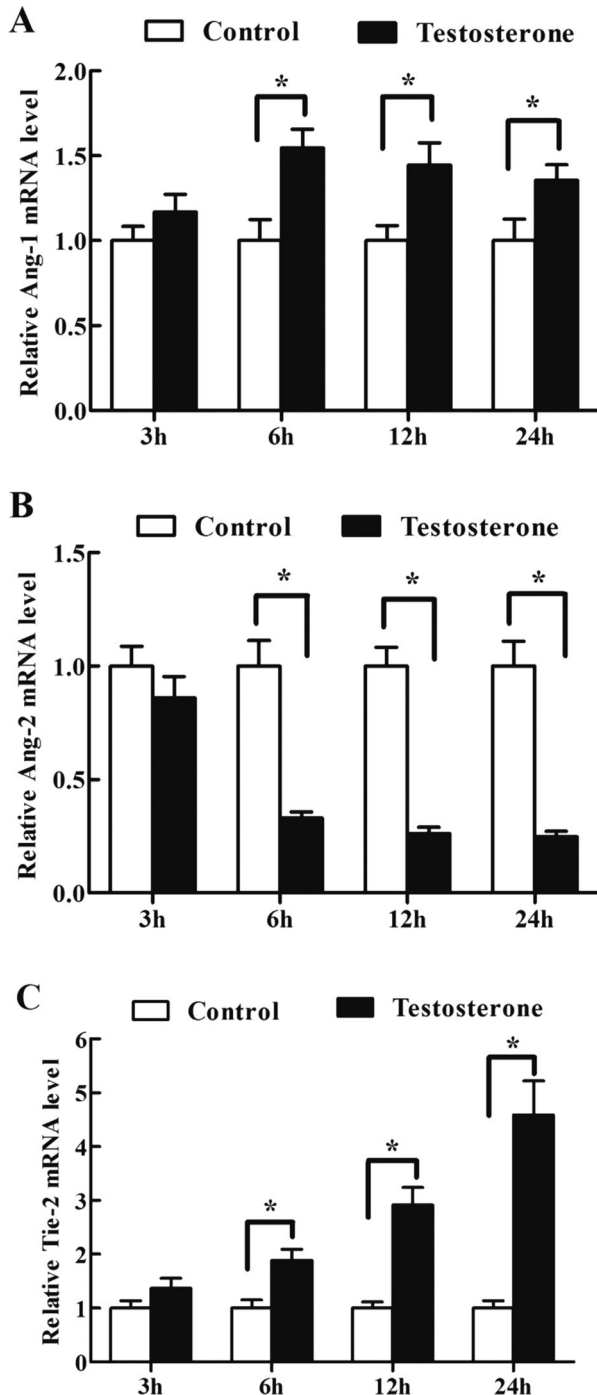 A
Control Testosterone
Relative Ang-1 mRNA level
2.0
1.5
1.0
0.5
0.0
* * *
3h 6h 12h 24h
B
Control Testosterone
Relative Ang-2 mRNA level
1.5
1.0
0.5
0.0
* * *
3h 6h 12h 24h
C
Control Testosterone
Relative Tie-2 mRNA level
6
5
4
3
2
1
0
* * *
3h 6h 12h 24h